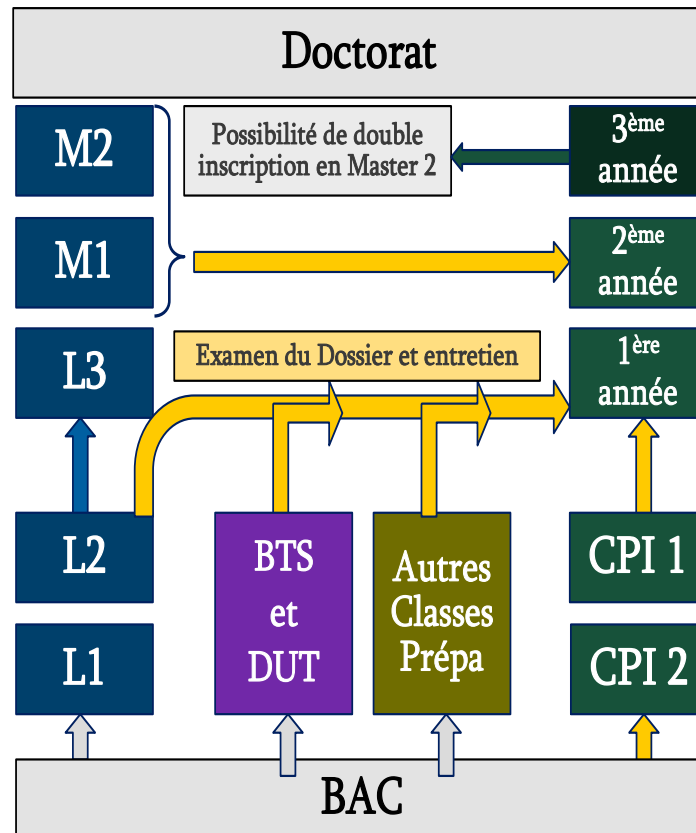 Doctorat
M2
Possibilité de double
inscription en Master 2
3ème
année
M1
2ème
année
L3
Examen du Dossier et entretien
1ère
année
L2
BTS
et
DUT
Autres
Classes
Prépa
CPI 1
L1
CPI 2
BAC